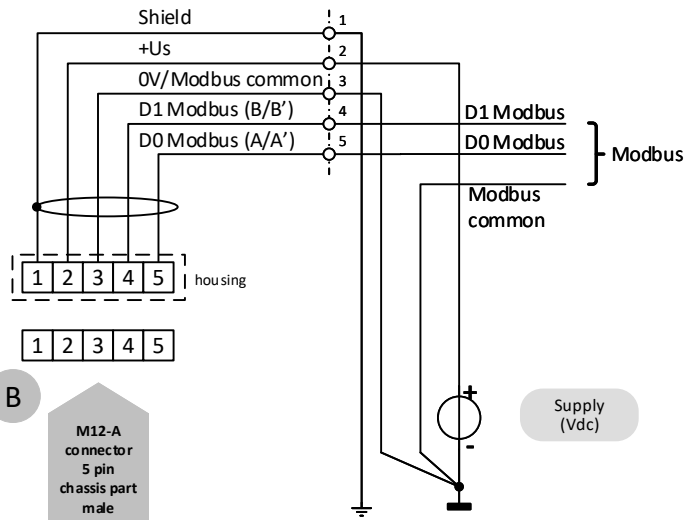 Shield
1
+Us
2
0V/Modbus common
3
D1 Modbus (B/B')
4
D1 Modbus
D0 Modbus (A/A')
5
D0 Modbus
Modbus
Modbus
common
1 2 3 4 5
housing
1 2 3 4 5
B
M12-A
connector
5 pin
chassis part
male
+
-
Supply
(Vdc)